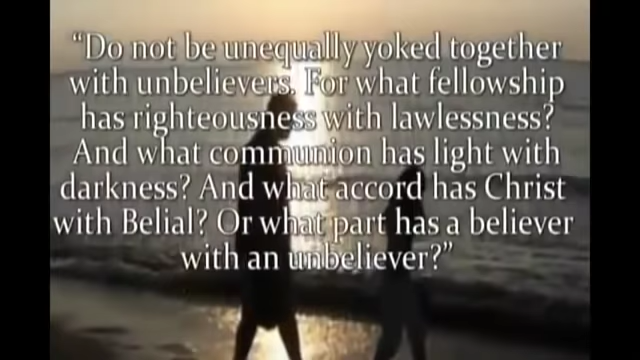 “Do not be unequally yoked together
with unbelievers. For what fellowship
has righteousness with lawlessness?
And what communion has light with
darkness? And what accord has Christ
with Belial? Or what part has a believer
with an unbeliever?”